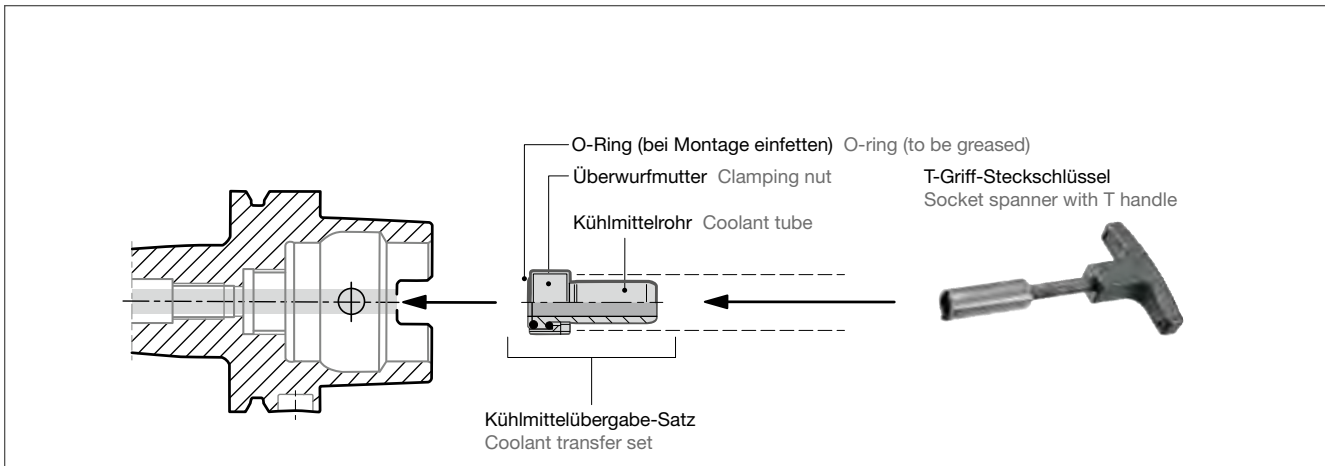 O-Ring (bei Montage einfetten) O-ring (to be greased)
Überwurfmutter Clamping nut
Kühlmittelrohr Coolant tube
T-Griff-Steckschlüssel
Socket spanner with T handle
Kühlmittelübergabe-Satz
Coolant transfer set